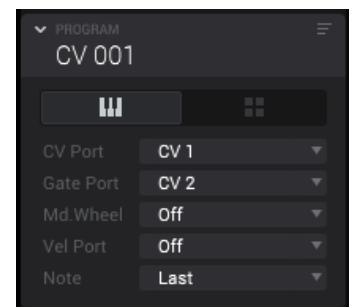 PROGRAM
CV 001
CV Port CV 1
Gate Port CV 2
Md.Wheel Off
Vel Port Off
Note Last